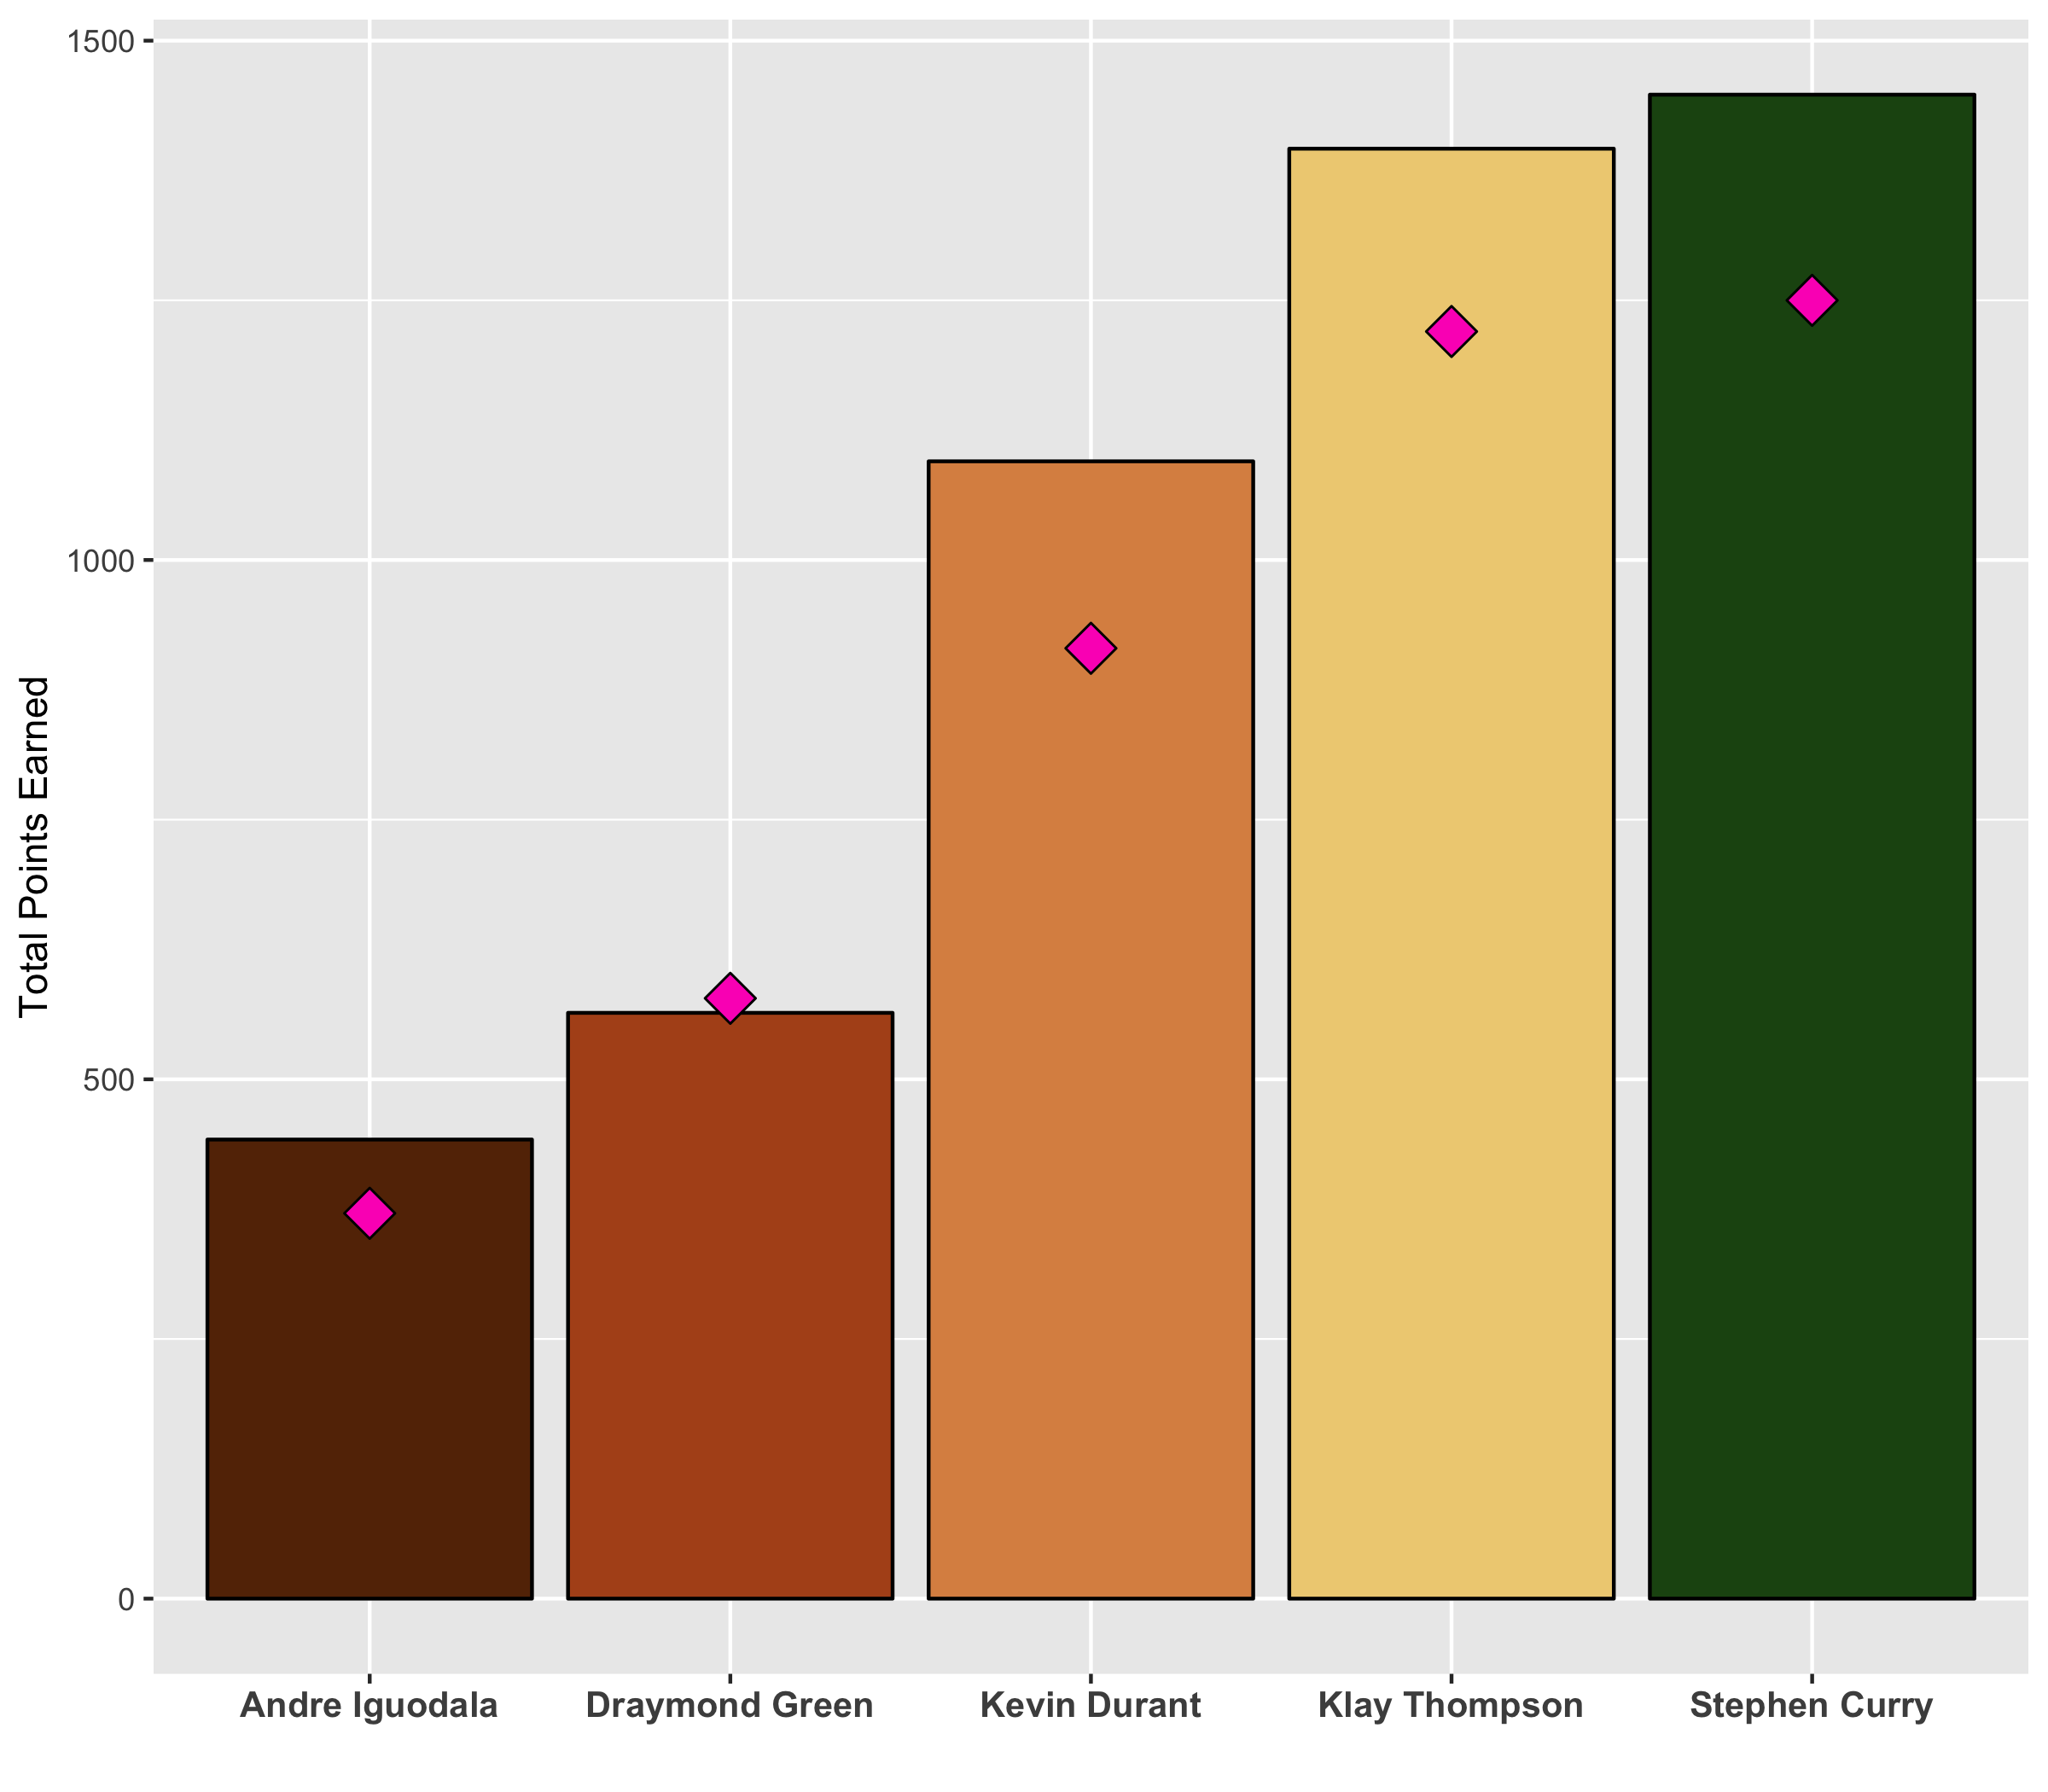 1500
1000
500
0
Total Points Earned
Andre Iguodala Draymond Green Kevin Durant Klay Thompson Stephen Curry